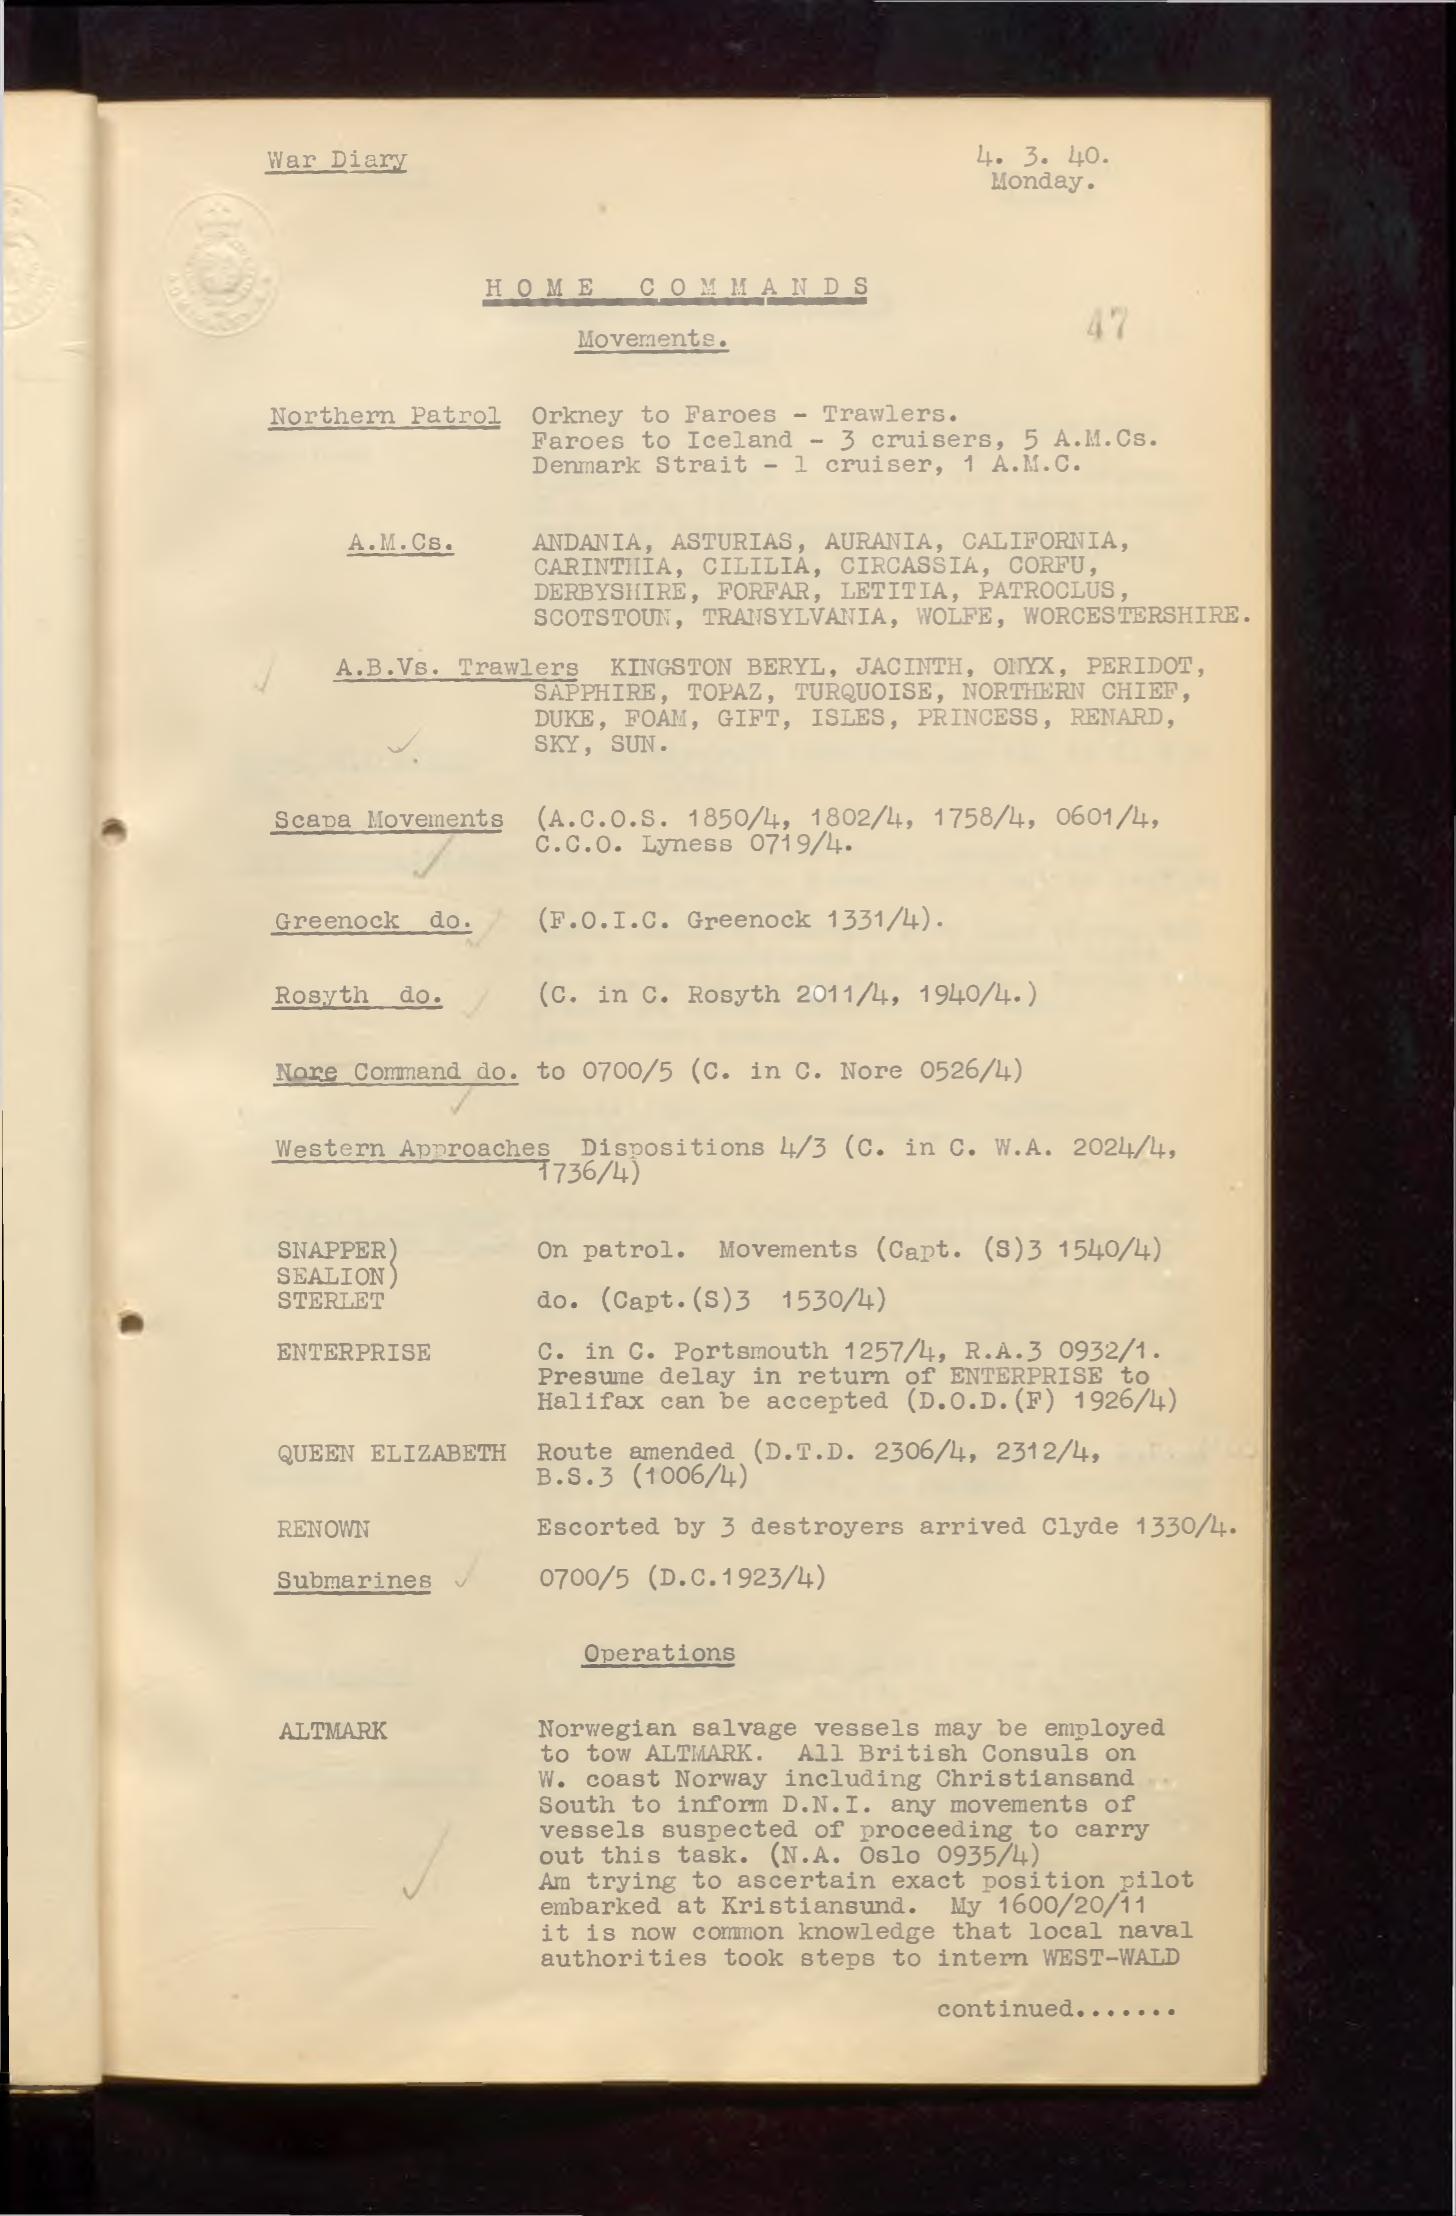 War Diary
4. 3. 40.
Monday.
HOME COMMANDS
47
Movements.
Northern Patrol Orkney to Faroes - Trawlers.
Faroes to Iceland - 3 cruisers, 5 A.M.Cs.
Denmark Strait - 1 cruiser, 1 A.M.C.
A.M.Cs. ANDANIA, ASTURIAS, AURANIA, CALIFORNIA,
CARINTHIA, CILILIA, CIRCASSIA, CORFU,
DERBYSHIRE, FORFAR, LETITIA, PATROCLUS,
SCOTSTOUN, TRANSYLVANIA, WOLFE, WORCESTERSHIRE.
A.B.Vs. Trawlers KINGSTON BERYL, JACINTH, ONYX, PERIDOT,
SAPPHIRE, TOPAZ, TURQUOISE, NORTHERN CHIEF,
DUKE, FOAM, GIFT, ISLES, PRINCESS, RENARD,
SKY, SUN.
Scapa Movements (A.C.O.S. 1850/4, 1802/4, 1758/4, 0601/4,
C.C.O. Lyness 0719/4.
Greenock do. (F.O.I.C. Greenock 1331/4).
Rosyth do. (C. in C. Rosyth 2011/4, 1940/4.)
Nore Command do. to 0700/5 (C. in C. Nore 0526/4)
Western Approaches Dispositions 4/3 (C. in C. W.A. 2024/4,
1736/4)
SNAPPER) On patrol. Movements (Capt. (S)3 1540/4)
SEALION)
STERLET do. (Capt.(S)3 1530/4)
ENTERPRISE C. in C. Portsmouth 1257/4, R.A.3 0932/1.
Presume delay in return of ENTERPRISE to
Halifax can be accepted (D.O.D.(F) 1926/4)
QUEEN ELIZABETH Route amended (D.T.D. 2306/4, 2312/4,
B.S.3 (1006/4)
RENOWN Escorted by 3 destroyers arrived Clyde 1330/4.
Submarines 0700/5 (D.C.1923/4)
Operations
ALTMARK Norwegian salvage vessels may be employed
to tow ALTMARK. All British Consuls on
W. coast Norway including Christiansand
South to inform D.N.I. any movements of
vessels suspected of proceeding to carry
out this task. (N.A. Oslo 0935/4)
Am trying to ascertain exact position pilot
embarked at Kristiansund. My 1600/20/11
it is now common knowledge that local naval
authorities took steps to intern WEST-WALD
continued.......